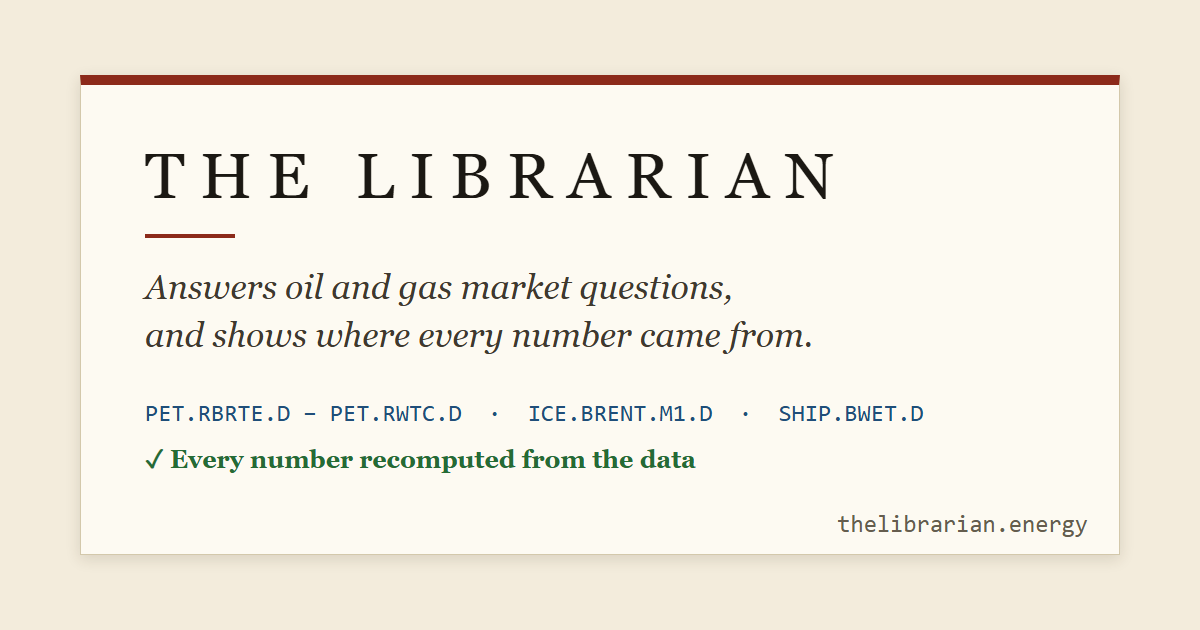 THE LIBRARIAN
Answers oil and gas market questions,
and shows where every number came from.
PET.RBRTE.D – PET.RWTC.D · ICE.BRENT.M1.D · SHIP.BWET.D
✓ Every number recomputed from the data
thelibrarian.energy